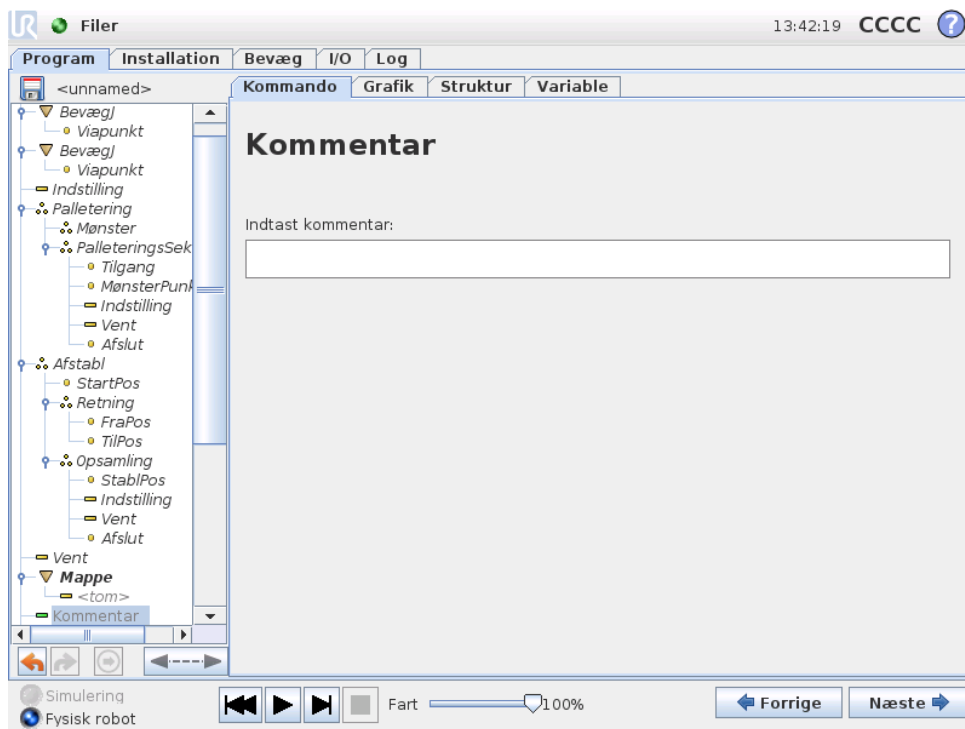 UR Filer 13:42:19 CCCC ?
Program Installation Bevæg I/O Log
<unnamed>
Kommando Grafik Struktur Variable
BevægJ
Viapunkt
BevægJ
Viapunkt
Indstilling
Palletering
Mønster
PalleteringsSek
Tilgang
MønsterPunk
Indstilling
Vent
Afslut
Afstabl
StartPos
Retning
FraPos
TilPos
Opsamling
StablPos
Indstilling
Vent
Afslut
Vent
Mappe
<tom>
Kommentar
Kommentar
Indtast kommentar:
Simulering
Fysisk robot
Fart 100%
Forrige Næste